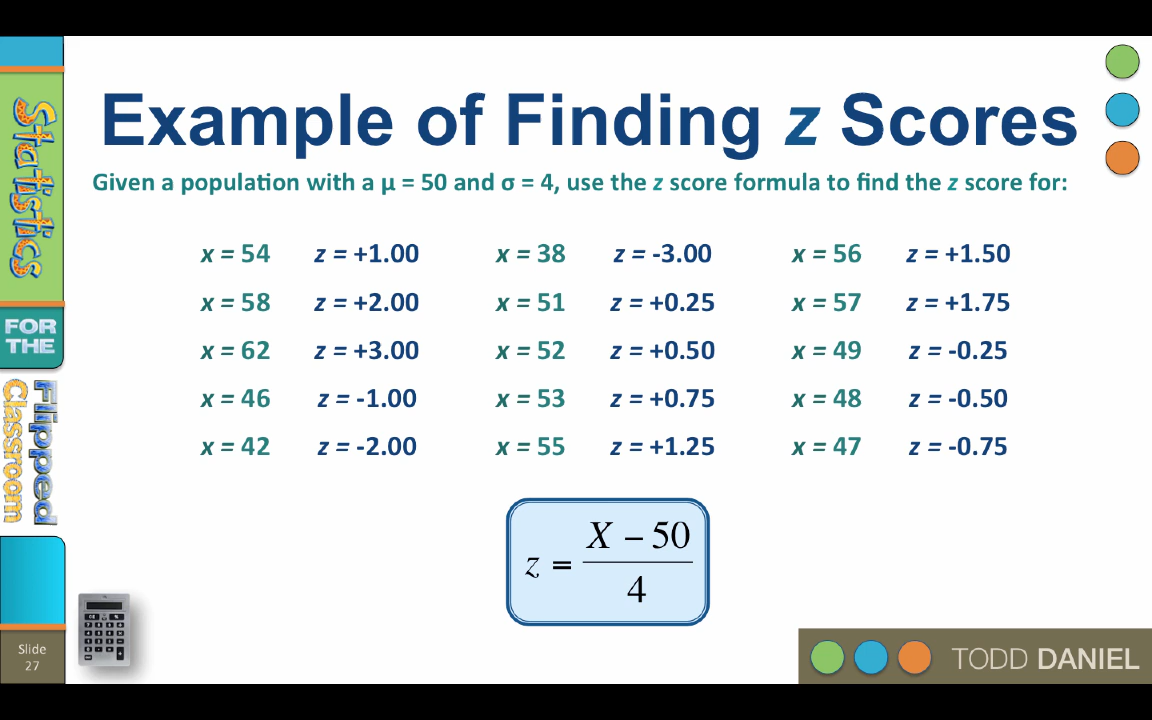 Example of Finding z Scores
Given a population with a μ = 50 and σ = 4, use the z score formula to find the z score for:
x = 54 z = +1.00 x = 38 z = -3.00 x = 56 z = +1.50
x = 58 z = +2.00 x = 51 z = +0.25 x = 57 z = +1.75
x = 62 z = +3.00 x = 52 z = +0.50 x = 49 z = -0.25
x = 46 z = -1.00 x = 53 z = +0.75 x = 48 z = -0.50
x = 42 z = -2.00 x = 55 z = +1.25 x = 47 z = -0.75
z = (X – 50) / 4
Statistics
FOR
THE
Flipped
Classroom
Slide
27
TODD DANIEL